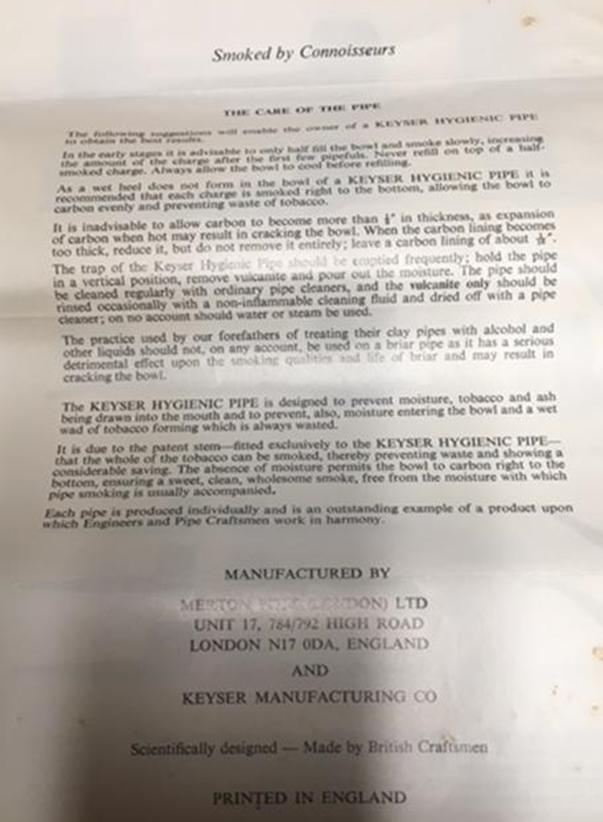 Smoked by Connoisseurs
THE CARE OF THE PIPE
The following suggestions will enable the owner of a KEYSER HYGIENIC PIPE
to obtain the best results.
In the early stages it is advisable to only half fill the bowl and smoke slowly, increasing
the amount of the charge after the first few pipefuls. Never refill on top of a half-
smoked charge. Always allow the bowl to cool before refilling.
As a wet heel does not form in the bowl of a KEYSER HYGIENIC PIPE it is
recommended that each charge is smoked right to the bottom, allowing the bowl to
carbon evenly and preventing waste of tobacco.
It is inadvisable to allow carbon to become more than in thickness, as expansion
of carbon when hot may result in cracking the bowl. When the carbon lining becomes
too thick, reduce it, but do not remove it entirely; leave a carbon lining of about
The trap of the Keyser Hygienic Pipe should be emptied frequently; hold the pipe
in a vertical position, remove vulcanite and pour out the moisture. The pipe should
be cleaned regularly with ordinary pipe cleaners, and the vulcanite only should be
rinsed occasionally with a non-inflammable cleaning fluid and dried off with a pipe
cleaner; on no account should water or steam be used.
The practice used by our forefathers of treating their clay pipes with alcohol and
other liquids should not, on any account, be used on a briar pipe as it has a serious
detrimental effect upon the smoking qualities and life of briar and may result in
cracking the bowl.
The KEYSER HYGIENIC PIPE is designed to prevent moisture, tobacco and ash
being drawn into the mouth and to prevent, also, moisture entering the bowl and a wet
wad of tobacco forming which is always wasted.
It is due to the patent stem—fitted exclusively to the KEYSER HYGIENIC PIPE—
that the whole of the tobacco can be smoked, thereby preventing waste and showing a
considerable saving. The absence of moisture permits the bowl to carbon right to the
bottom, ensuring a sweet, clean, wholesome smoke, free from the moisture with which
pipe smoking is usually accompanied.
Each pipe is produced individually and is an outstanding example of a product upon
which Engineers and Pipe Craftsmen work in harmony.
MANUFACTURED BY
MERTON (LONDON) LTD
UNIT 17, 784/792 HIGH ROAD
LONDON N17 0DA, ENGLAND
AND
KEYSER MANUFACTURING CO
Scientifically designed — Made by British Craftsmen
PRINTED IN ENGLAND